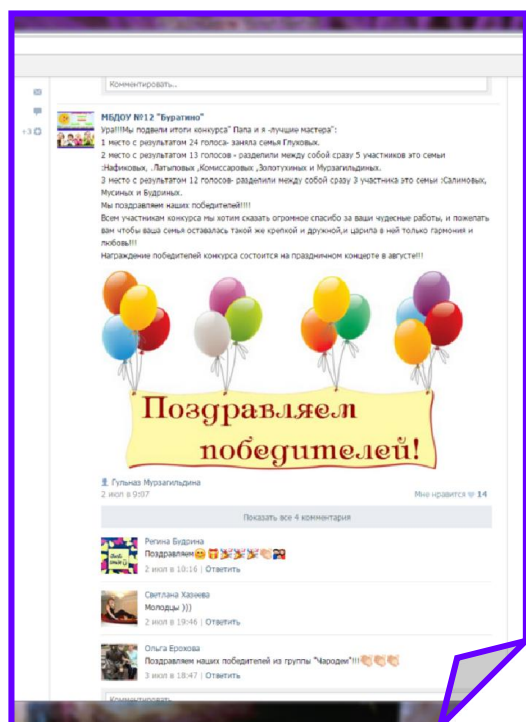 Комментировать..
МБДОУ №12 "Буратино"
Ура!!!Мы подвели итоги конкурса" Папа и я -лучшие мастера":
1 место с результатом 24 голоса- заняла семья Глуховых.
2 место с результатом 13 голосов - разделили между собой сразу 5 участников это семьи
:Нафиковых, .Латыповых ,Комиссаровых ,Золотухиных и Мурзагильдиных.
3 место с результатом 12 голосов- разделили между собой сразу 3 участника это семьи :Салимовых,
Мусиных и Будриных.
Мы поздравляем наших победителей!!!!
Всем участникам конкурса мы хотим сказать огромное спасибо за ваши чудесные работы, и пожелать
вам чтобы ваша семья оставалась такой же крепкой и дружной,и царила в ней только гармония и
любовь!!!
Награждение победителей конкурса состоится на праздничном концерте в августе!!!
Поздравляем
победителей!
Гульназ Мурзагильдина
2 июл в 9:07
Мне нравится 14
Показать все 4 комментария
Регина Будрина
Поздравляем😊🎁🎉🎉🎉👏👪
2 июл в 10:16 | Ответить
Светлана Хазеева
Молодцы )))
2 июл в 19:46 | Ответить
Ольга Ерохова
Поздравляем наших победителей из группы "Чародеи"!!!👏👏👏
3 июл в 18:47 | Ответить
Комментировать
+3